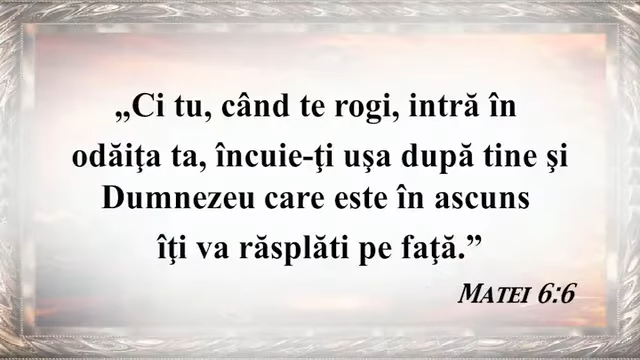 „Ci tu, când te rogi, intră în
odăiţa ta, încuie-ţi uşa după tine şi
Dumnezeu care este în ascuns
îţi va răsplăti pe faţă.”
Matei 6:6